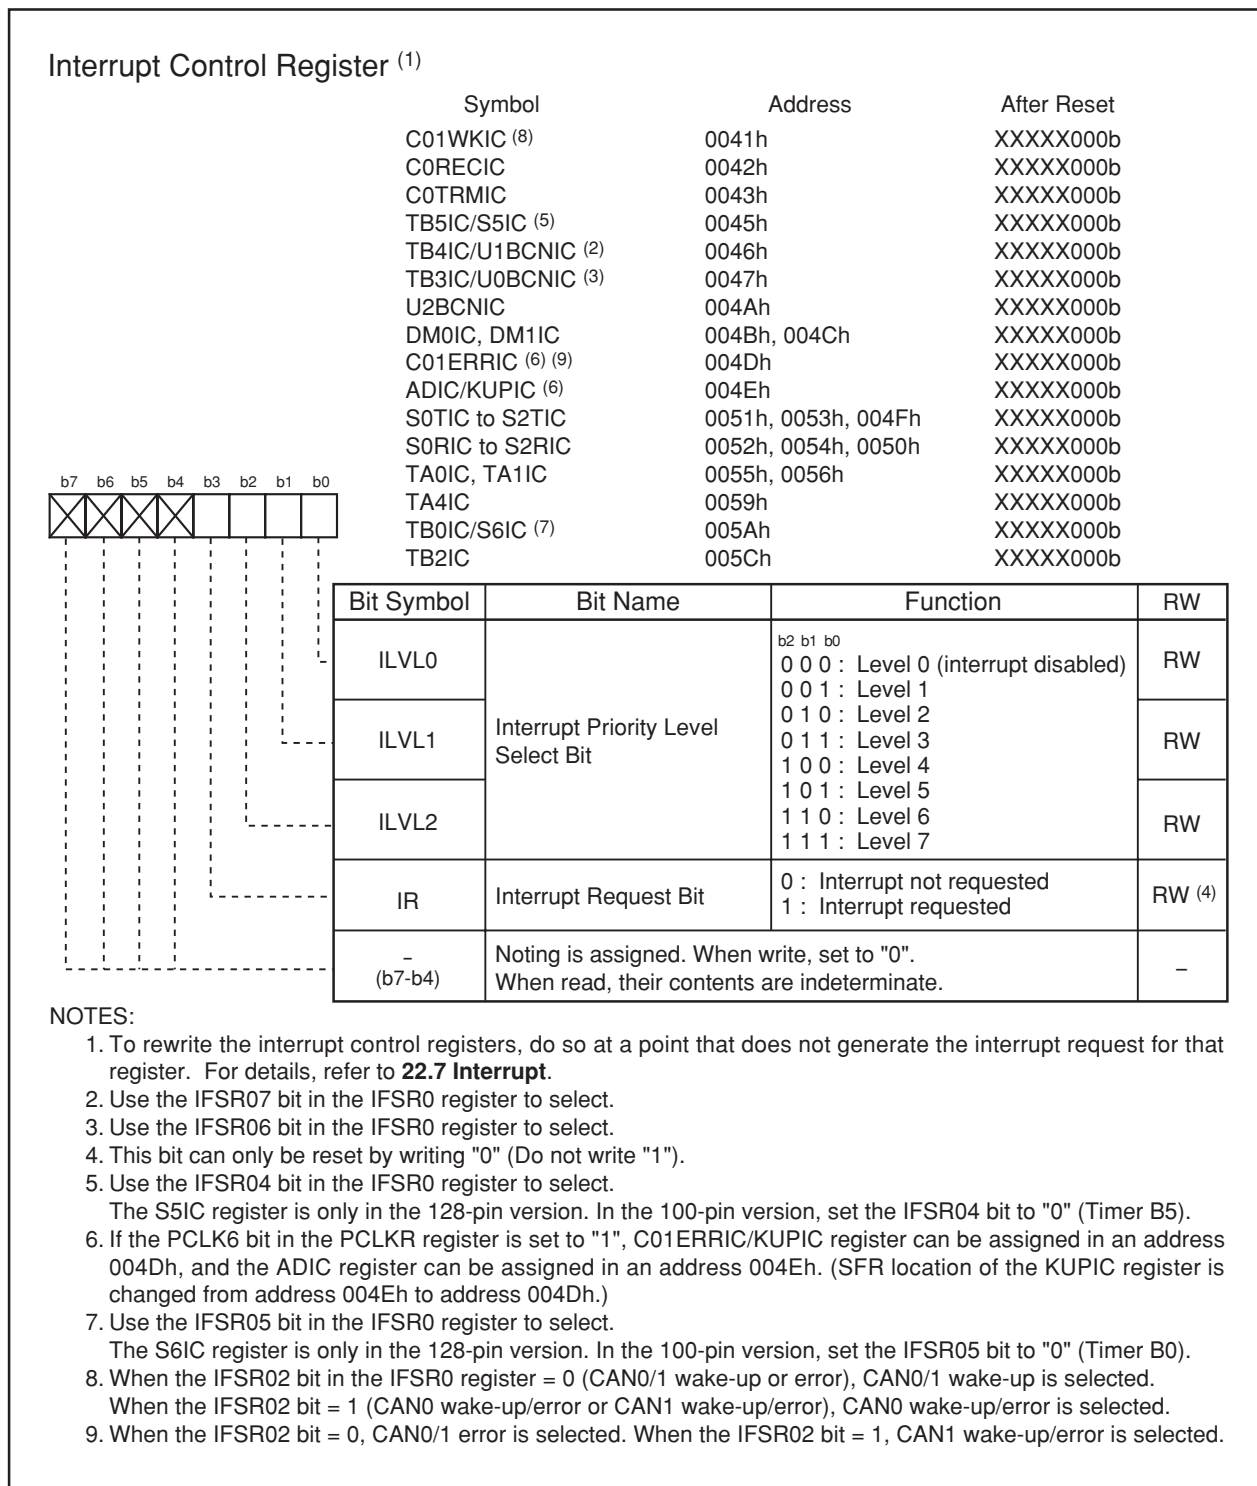 Interrupt Control Register (1)
Symbol Address After Reset
C01WKIC (8) 0041h XXXXX000b
C0RECIC 0042h XXXXX000b
C0TRMIC 0043h XXXXX000b
TB5IC/S5IC (5) 0045h XXXXX000b
TB4IC/U1BCNIC (2) 0046h XXXXX000b
TB3IC/U0BCNIC (3) 0047h XXXXX000b
U2BCNIC 004Ah XXXXX000b
DM0IC, DM1IC 004Bh, 004Ch XXXXX000b
C01ERRIC (6) (9) 004Dh XXXXX000b
ADIC/KUPIC (6) 004Eh XXXXX000b
S0TIC to S2TIC 0051h, 0053h, 004Fh XXXXX000b
S0RIC to S2RIC 0052h, 0054h, 0050h XXXXX000b
TA0IC, TA1IC 0055h, 0056h XXXXX000b
TA4IC 0059h XXXXX000b
TB0IC/S6IC (7) 005Ah XXXXX000b
TB2IC 005Ch XXXXX000b
b7 b6 b5 b4 b3 b2 b1 b0
Bit Symbol Bit Name Function RW
b2 b1 b0
ILVL0 0 0 0 : Level 0 (interrupt disabled) RW
0 0 1 : Level 1
0 1 0 : Level 2
ILVL1 Interrupt Priority Level 0 1 1 : Level 3 RW
Select Bit 1 0 0 : Level 4
1 0 1 : Level 5
ILVL2 1 1 0 : Level 6 RW
1 1 1 : Level 7
IR Interrupt Request Bit 0 : Interrupt not requested RW (4)
1 : Interrupt requested
– Noting is assigned. When write, set to "0". –
(b7-b4) When read, their contents are indeterminate.
NOTES:
1. To rewrite the interrupt control registers, do so at a point that does not generate the interrupt request for that
register. For details, refer to 22.7 Interrupt.
2. Use the IFSR07 bit in the IFSR0 register to select.
3. Use the IFSR06 bit in the IFSR0 register to select.
4. This bit can only be reset by writing "0" (Do not write "1").
5. Use the IFSR04 bit in the IFSR0 register to select.
The S5IC register is only in the 128-pin version. In the 100-pin version, set the IFSR04 bit to "0" (Timer B5).
6. If the PCLK6 bit in the PCLKR register is set to "1", C01ERRIC/KUPIC register can be assigned in an address
004Dh, and the ADIC register can be assigned in an address 004Eh. (SFR location of the KUPIC register is
changed from address 004Eh to address 004Dh.)
7. Use the IFSR05 bit in the IFSR0 register to select.
The S6IC register is only in the 128-pin version. In the 100-pin version, set the IFSR05 bit to "0" (Timer B0).
8. When the IFSR02 bit in the IFSR0 register = 0 (CAN0/1 wake-up or error), CAN0/1 wake-up is selected.
When the IFSR02 bit = 1 (CAN0 wake-up/error or CAN1 wake-up/error), CAN0 wake-up/error is selected.
9. When the IFSR02 bit = 0, CAN0/1 error is selected. When the IFSR02 bit = 1, CAN1 wake-up/error is selected.